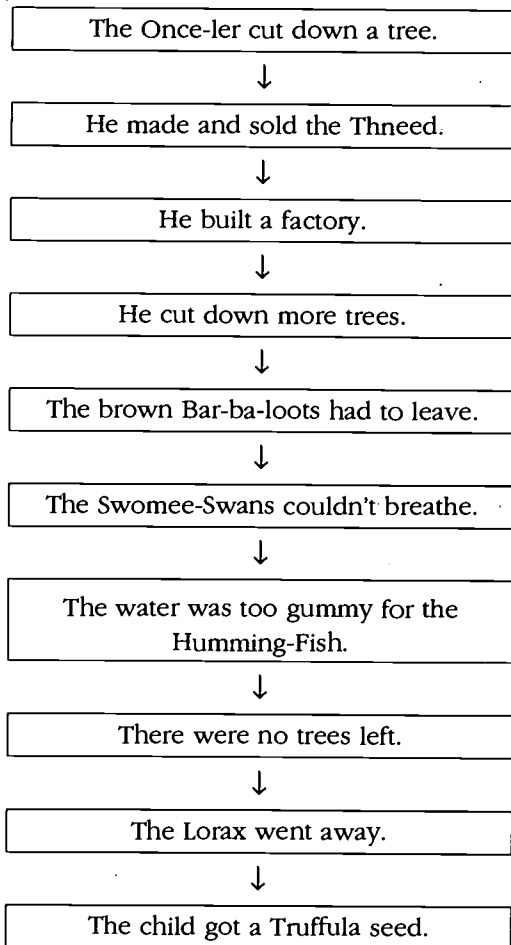 The Once-ler cut down a tree.
↓
He made and sold the Thneed.
↓
He built a factory.
↓
He cut down more trees.
↓
The brown Bar-ba-loots had to leave.
↓
The Swomee-Swans couldn't breathe.
↓
The water was too gummy for the
Humming-Fish.
↓
There were no trees left.
↓
The Lorax went away.
↓
The child got a Truffula seed.